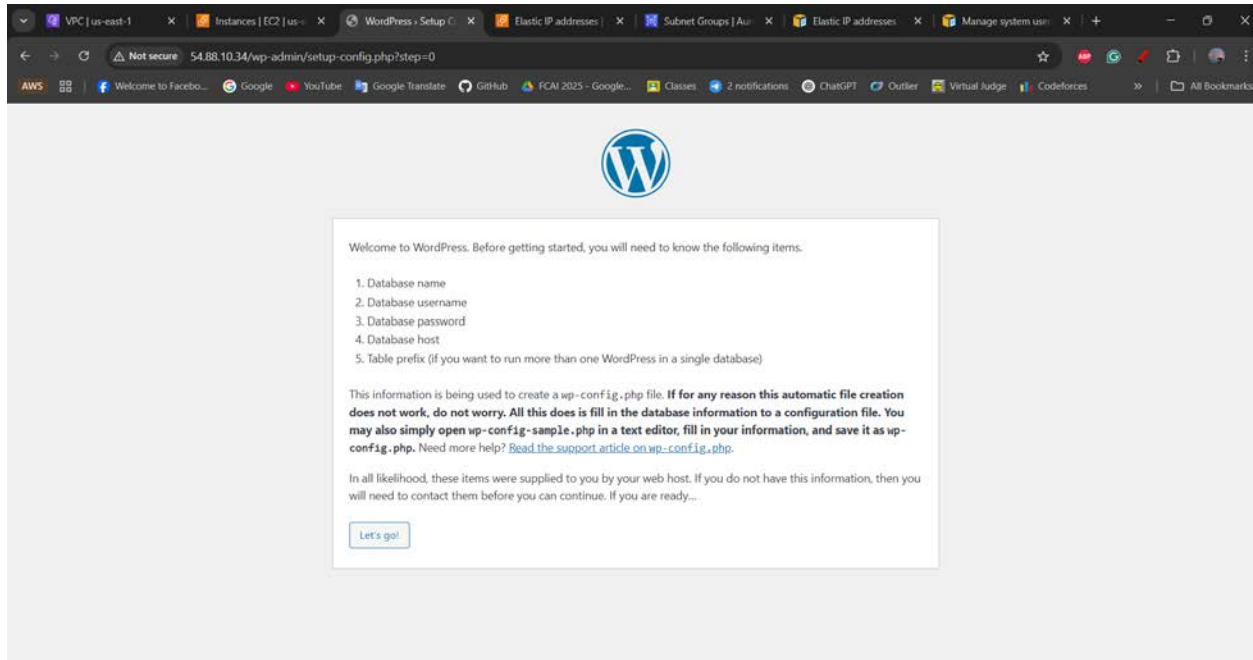 VPC | us-east-1
Instances | EC2 | us-e
WordPress › Setup C
Elastic IP addresses |
Subnet Groups | Aur
Elastic IP addresses
Manage system user
Not secure 54.88.10.34/wp-admin/setup-config.php?step=0
AWS Welcome to Facebo... Google YouTube Google Translate GitHub FCAI 2025 - Google... Classes 2 notifications ChatGPT Outlier Virtual Judge Codeforces » All Bookmarks
Welcome to WordPress. Before getting started, you will need to know the following items.
1. Database name
2. Database username
3. Database password
4. Database host
5. Table prefix (if you want to run more than one WordPress in a single database)
This information is being used to create a wp-config.php file. If for any reason this automatic file creation
does not work, do not worry. All this does is fill in the database information to a configuration file. You
may also simply open wp-config-sample.php in a text editor, fill in your information, and save it as wp-
config.php. Need more help? Read the support article on wp-config.php.
In all likelihood, these items were supplied to you by your web host. If you do not have this information, then you
will need to contact them before you can continue. If you are ready...
Let's go!